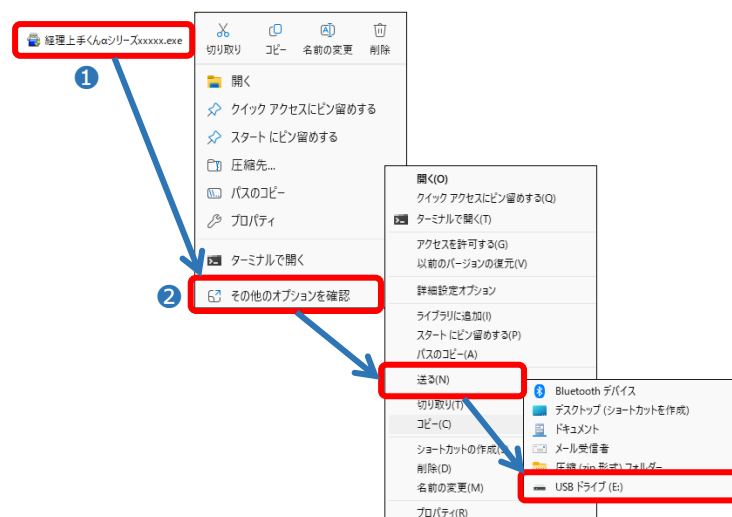 経理上手くんαシリーズxxxxx.exe
❶
切り取り
コピー
名前の変更
削除
開く
クイック アクセスにピン留めする
スタート にピン留めする
圧縮先...
パスのコピー
プロパティ
ターミナルで開く
❷
その他のオプションを確認
開く(O)
クイック アクセスにピン留めする(Q)
ターミナルで開く(T)
アクセスを許可する(G)
以前のバージョンの復元(V)
詳細設定オプション
ライブラリに追加(I)
スタート にピン留めする(P)
パスのコピー(A)
送る(N)
切り取り(T)
コピー(C)
ショートカットの作成(
削除(D)
名前の変更(M)
プロパティ(R)
Bluetooth デバイス
デスクトップ (ショートカットを作成)
ドキュメント
メール受信者
圧縮 (zip 形式) フォルダー
USB ドライブ (E:)